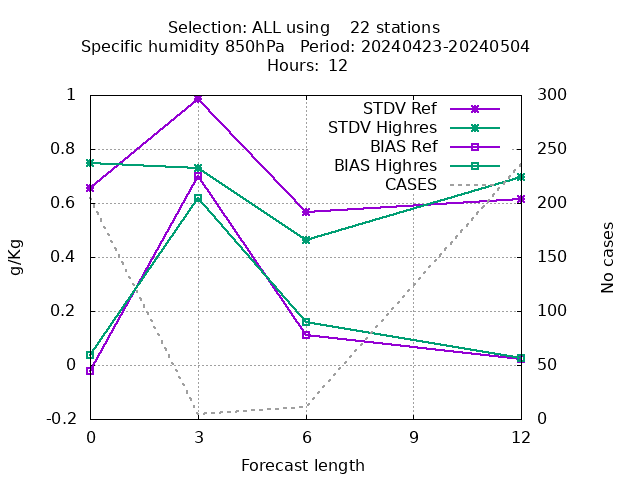 Selection: ALL using 22 stations
Specific humidity 850hPa Period: 20240423-20240504
Hours: 12
1
0.8
0.6
0.4
0.2
0
-0.2
g/Kg
STDV Ref
STDV Highres
BIAS Ref
BIAS Highres
CASES
300
250
200
150
100
50
0
No cases
0 3 6 9 12
Forecast length